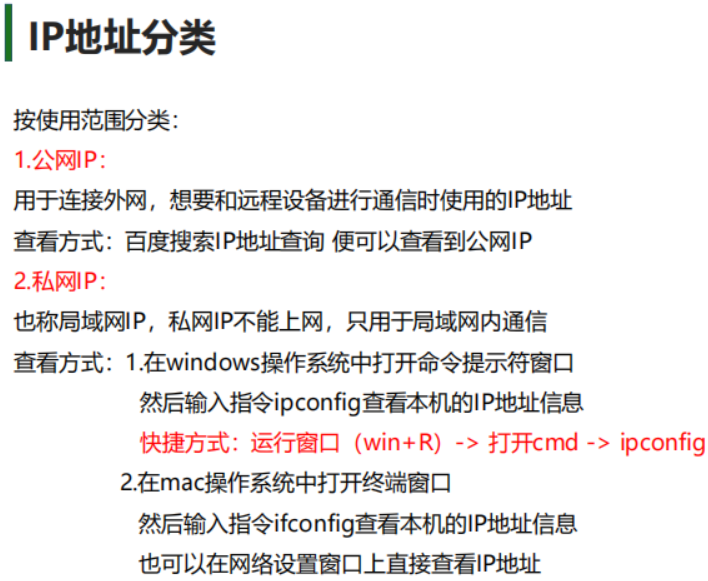 IP地址分类
按使用范围分类：
1.公网IP：
用于连接外网，想要和远程设备进行通信时使用的IP地址
查看方式：百度搜索IP地址查询 便可以查看到公网IP
2.私网IP：
也称局域网IP，私网IP不能上网，只用于局域网内通信
查看方式：1.在windows操作系统中打开命令提示符窗口
然后输入指令ipconfig查看本机的IP地址信息
快捷方式：运行窗口（win+R）-> 打开cmd -> ipconfig
2.在mac操作系统中打开终端窗口
然后输入指令ifconfig查看本机的IP地址信息
也可以在网络设置窗口上直接查看IP地址